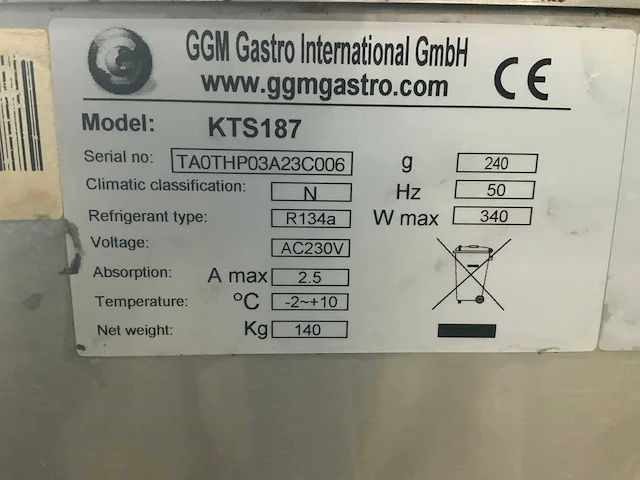 GGM Gastro International GmbH
www.ggmgastro.com
CE
Model: KTS187
Serial no: TA0THP03A23C006 g 240
Climatic classification: N Hz 50
Refrigerant type: R134a W max 340
Voltage: AC230V
Absorption: A max 2.5
Temperature: °C -2~+10
Net weight: Kg 140